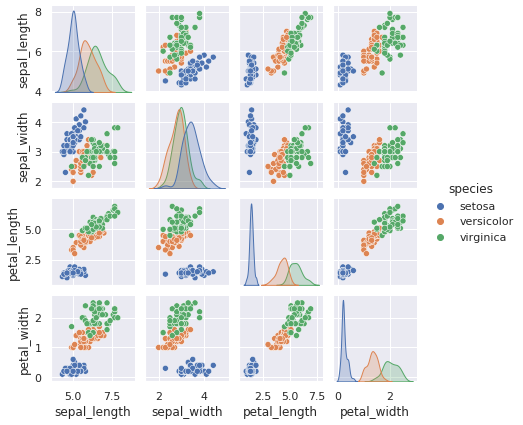 8
6
4
sepal_length
4
3
2
sepal_width
5.0
2.5
petal_length
2
1
0
petal_width
5.0 7.5
sepal_length
2 4
sepal_width
2.5 5.0 7.5
petal_length
0 2
petal_width
species
setosa
versicolor
virginica